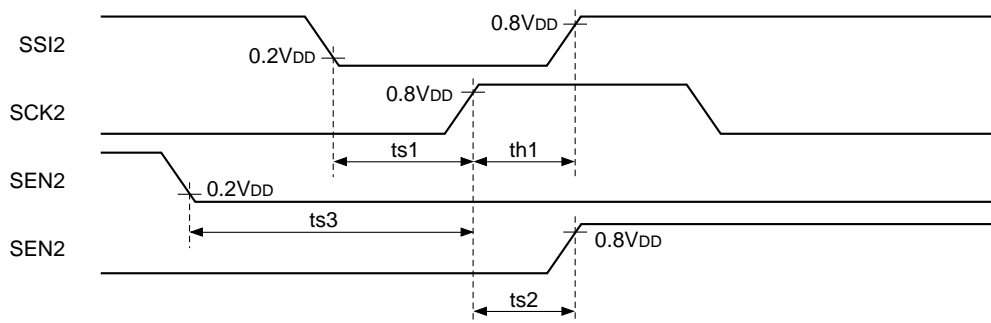 SSI2
0.2VDD
0.8VDD
SCK2
0.8VDD
ts1
th1
SEN2
0.2VDD
ts3
SEN2
0.8VDD
ts2